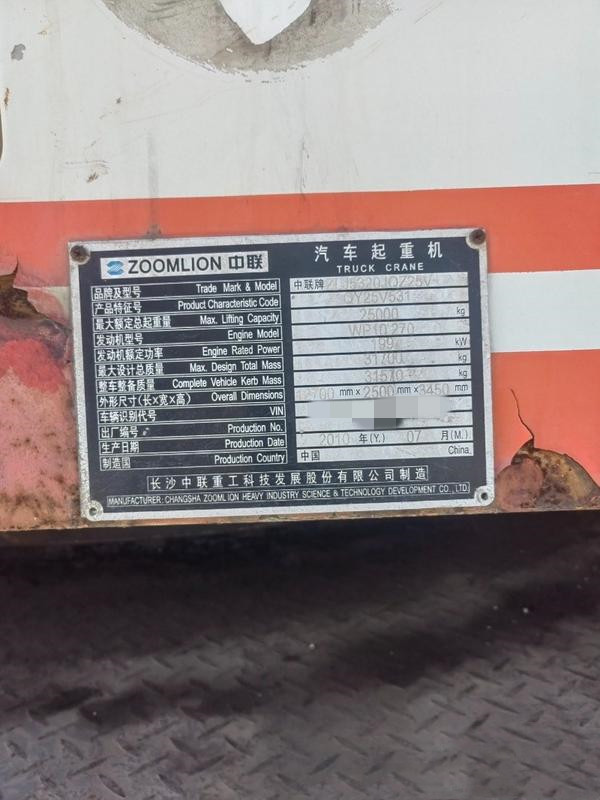 ZOOMLION 中联
汽车起重机
TRUCK CRANE
品牌及型号 Trade Mark & Model 中联牌 ZLJ5320JQZ25V
产品特征号 Product Characteristic Code QY25V531
最大额定总起重量 Max. Lifting Capacity 25000 kg
发动机型号 Engine Model WP10.270
发动机额定功率 Engine Rated Power 199 kW
最大设计总质量 Max. Design Total Mass 31700 kg
整车整备质量 Complete Vehicle Kerb Mass 31570 kg
外形尺寸(长×宽×高) Overall Dimensions 12700 mm × 2500 mm × 3450 mm
车辆识别代号 VIN
出厂编号 Production No.
生产日期 Production Date 2010 年(Y.) 07 月(M.)
制造国 Production Country 中国 China
长沙中联重工科技发展股份有限公司制造
MANUFACTURER: CHANGSHA ZOOMLION HEAVY INDUSTRY SCIENCE & TECHNOLOGY DEVELOPMENT CO., LTD.